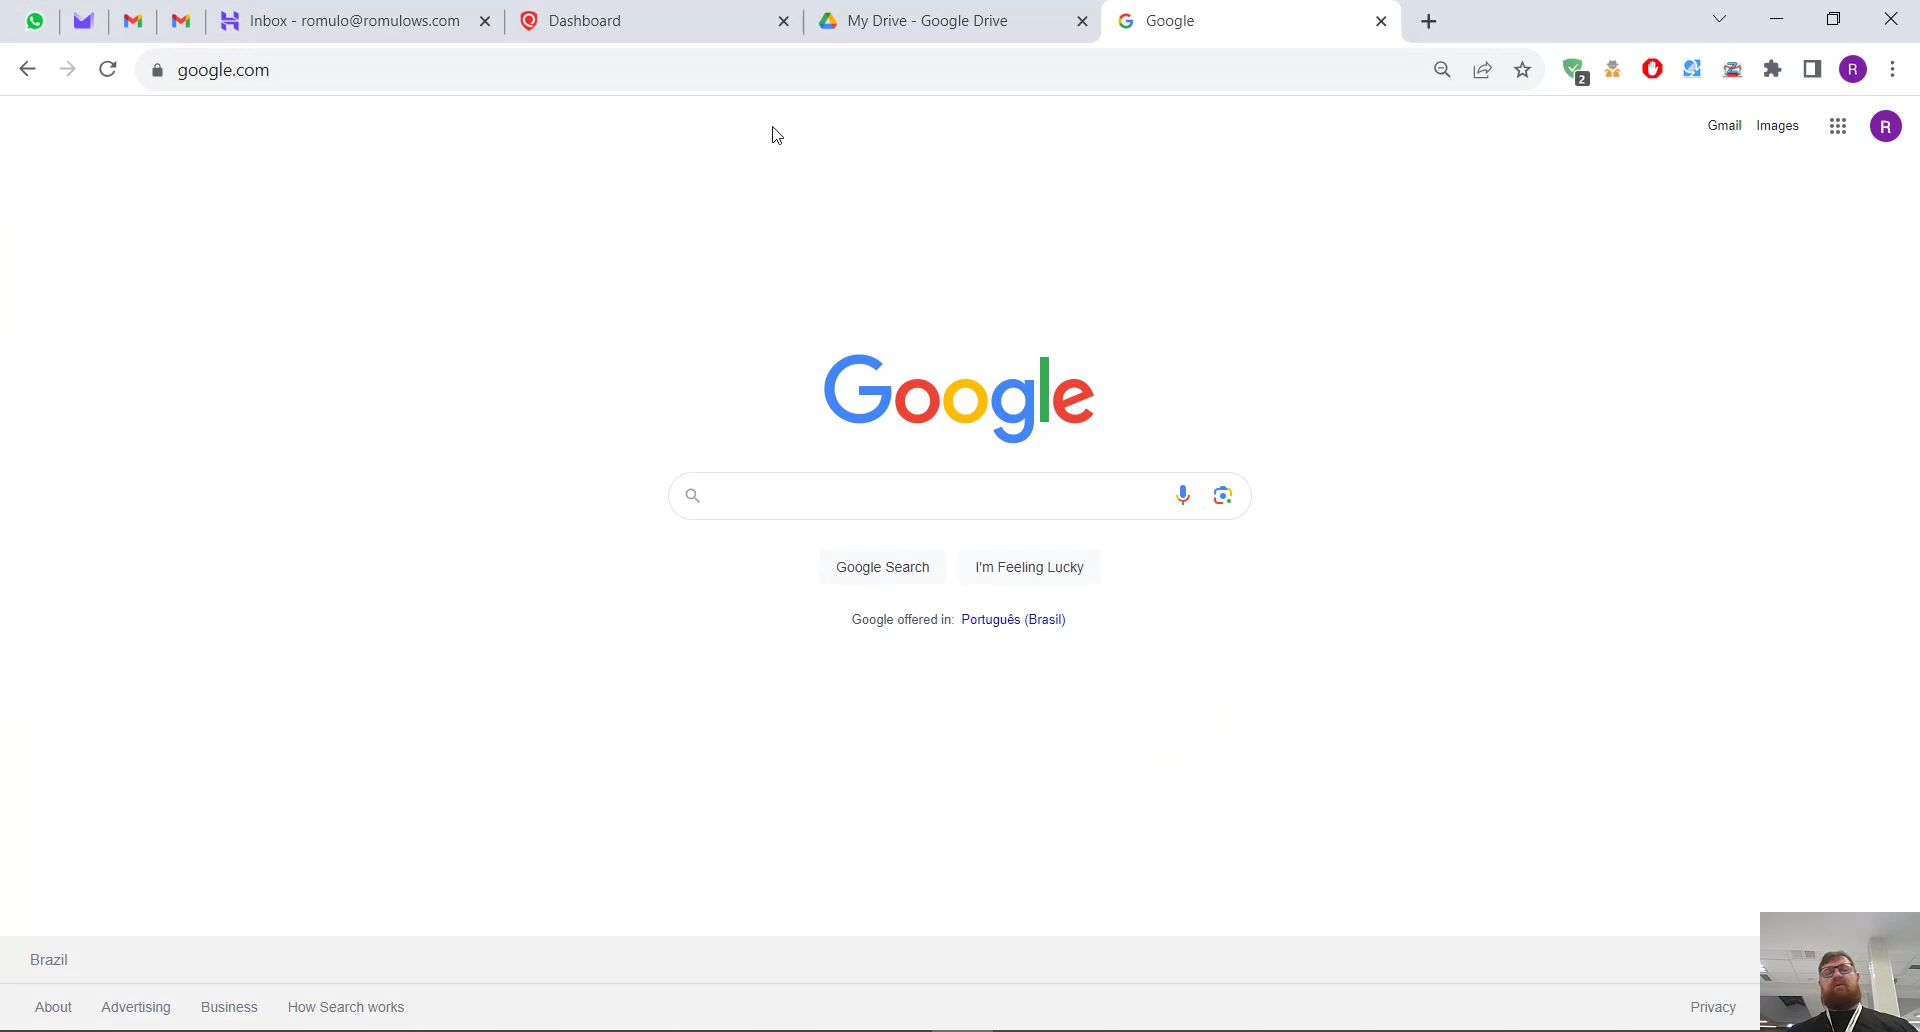 Inbox - romulo@romulows.com
Dashboard
My Drive - Google Drive
Google
google.com
2
R
Gmail
Images
R
Google
Google Search
I'm Feeling Lucky
Google offered in: Português (Brasil)
Brazil
About
Advertising
Business
How Search works
Privacy